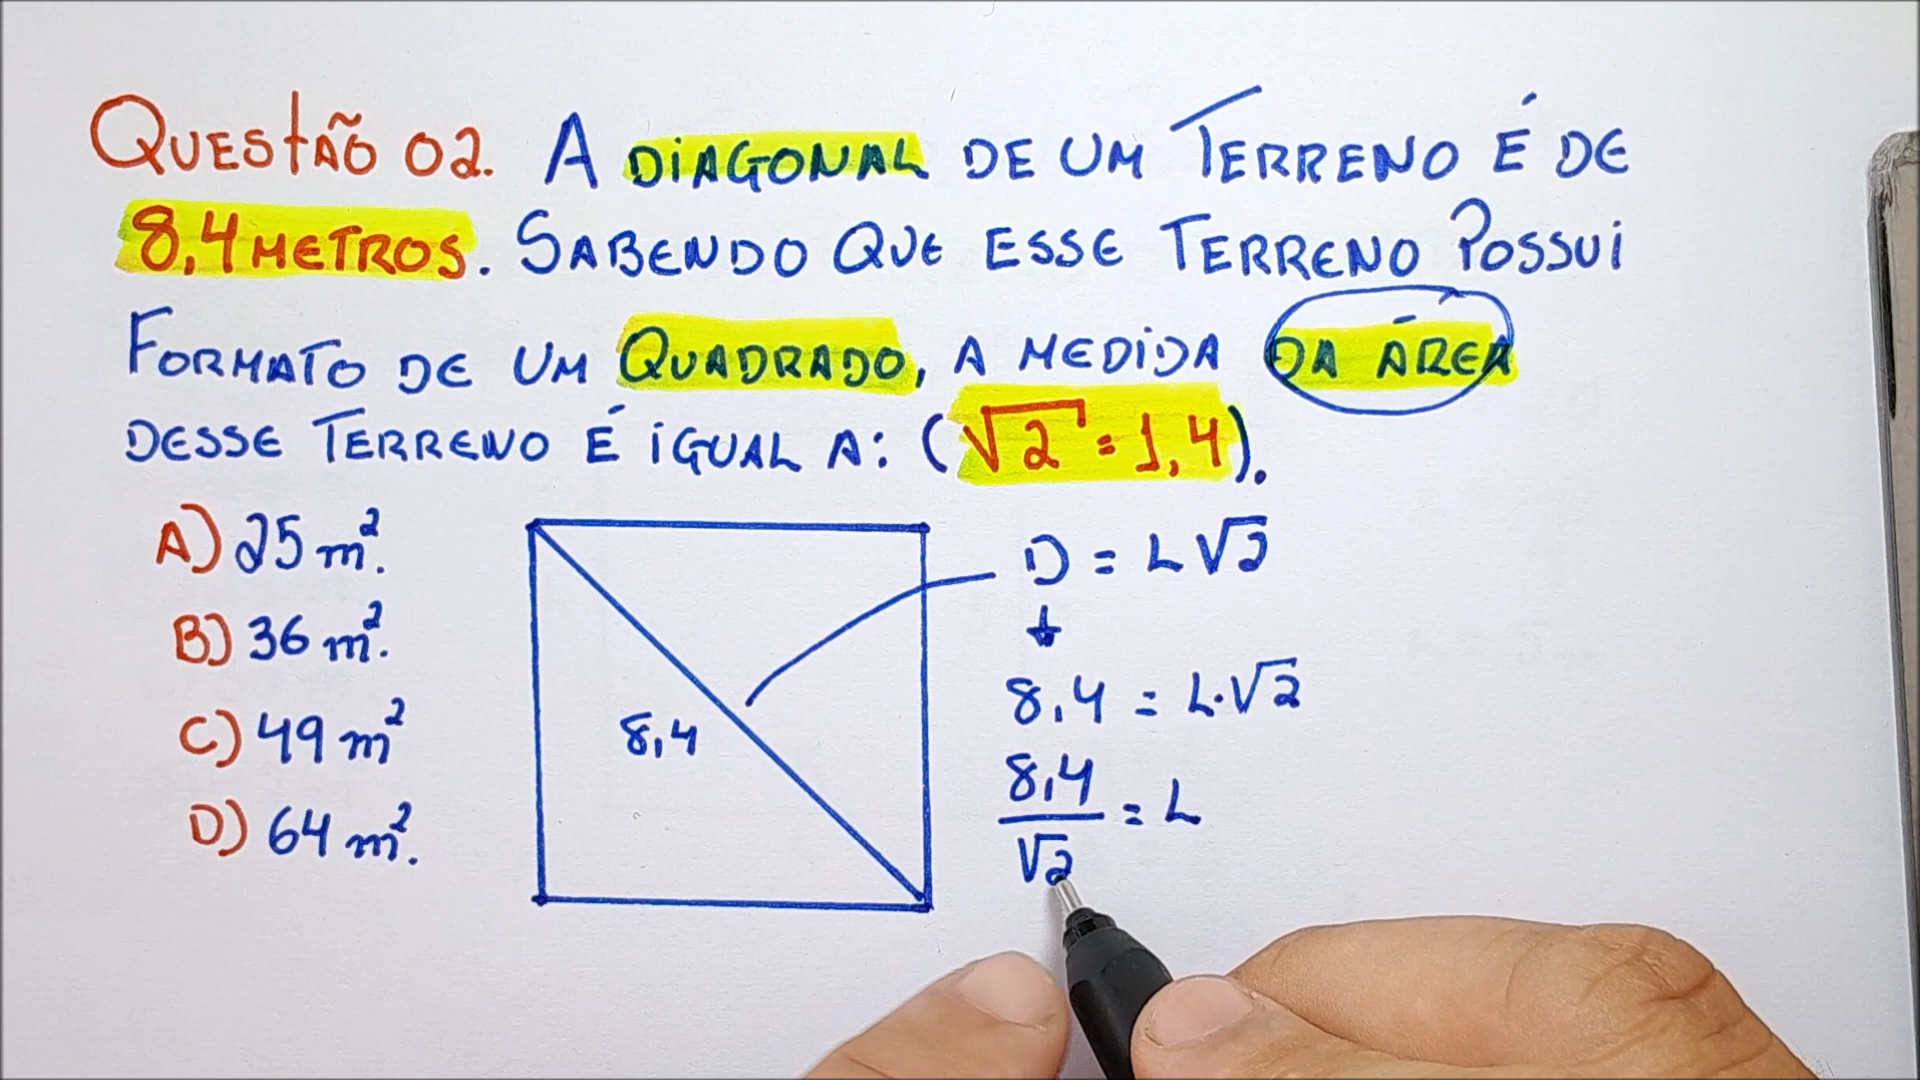 QUESTÃO 02. A DIAGONAL DE UM TERRENO É DE
8,4 METROS. SABENDO QUE ESSE TERRENO POSSUI
FORMATO DE UM QUADRADO, A MEDIDA DA ÁREA
DESSE TERRENO É IGUAL A: (√2 = 1,4).
A) 25 m².
B) 36 m².
C) 49 m²
D) 64 m².
8,4
D = L√2
8,4 = L·√2
8,4/√2 = L